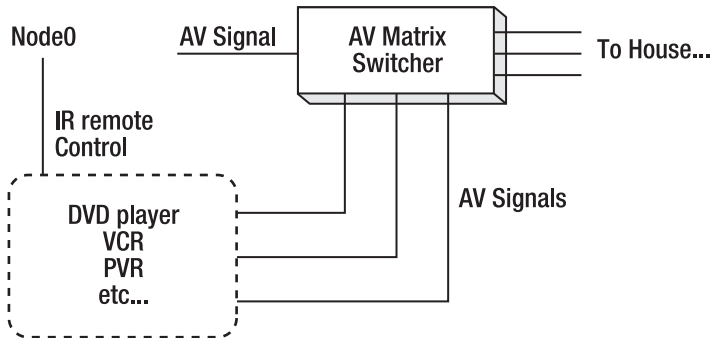 Node0
AV Signal
AV Matrix
Switcher
To House...
IR remote
Control
DVD player
VCR
PVR
etc...
AV Signals